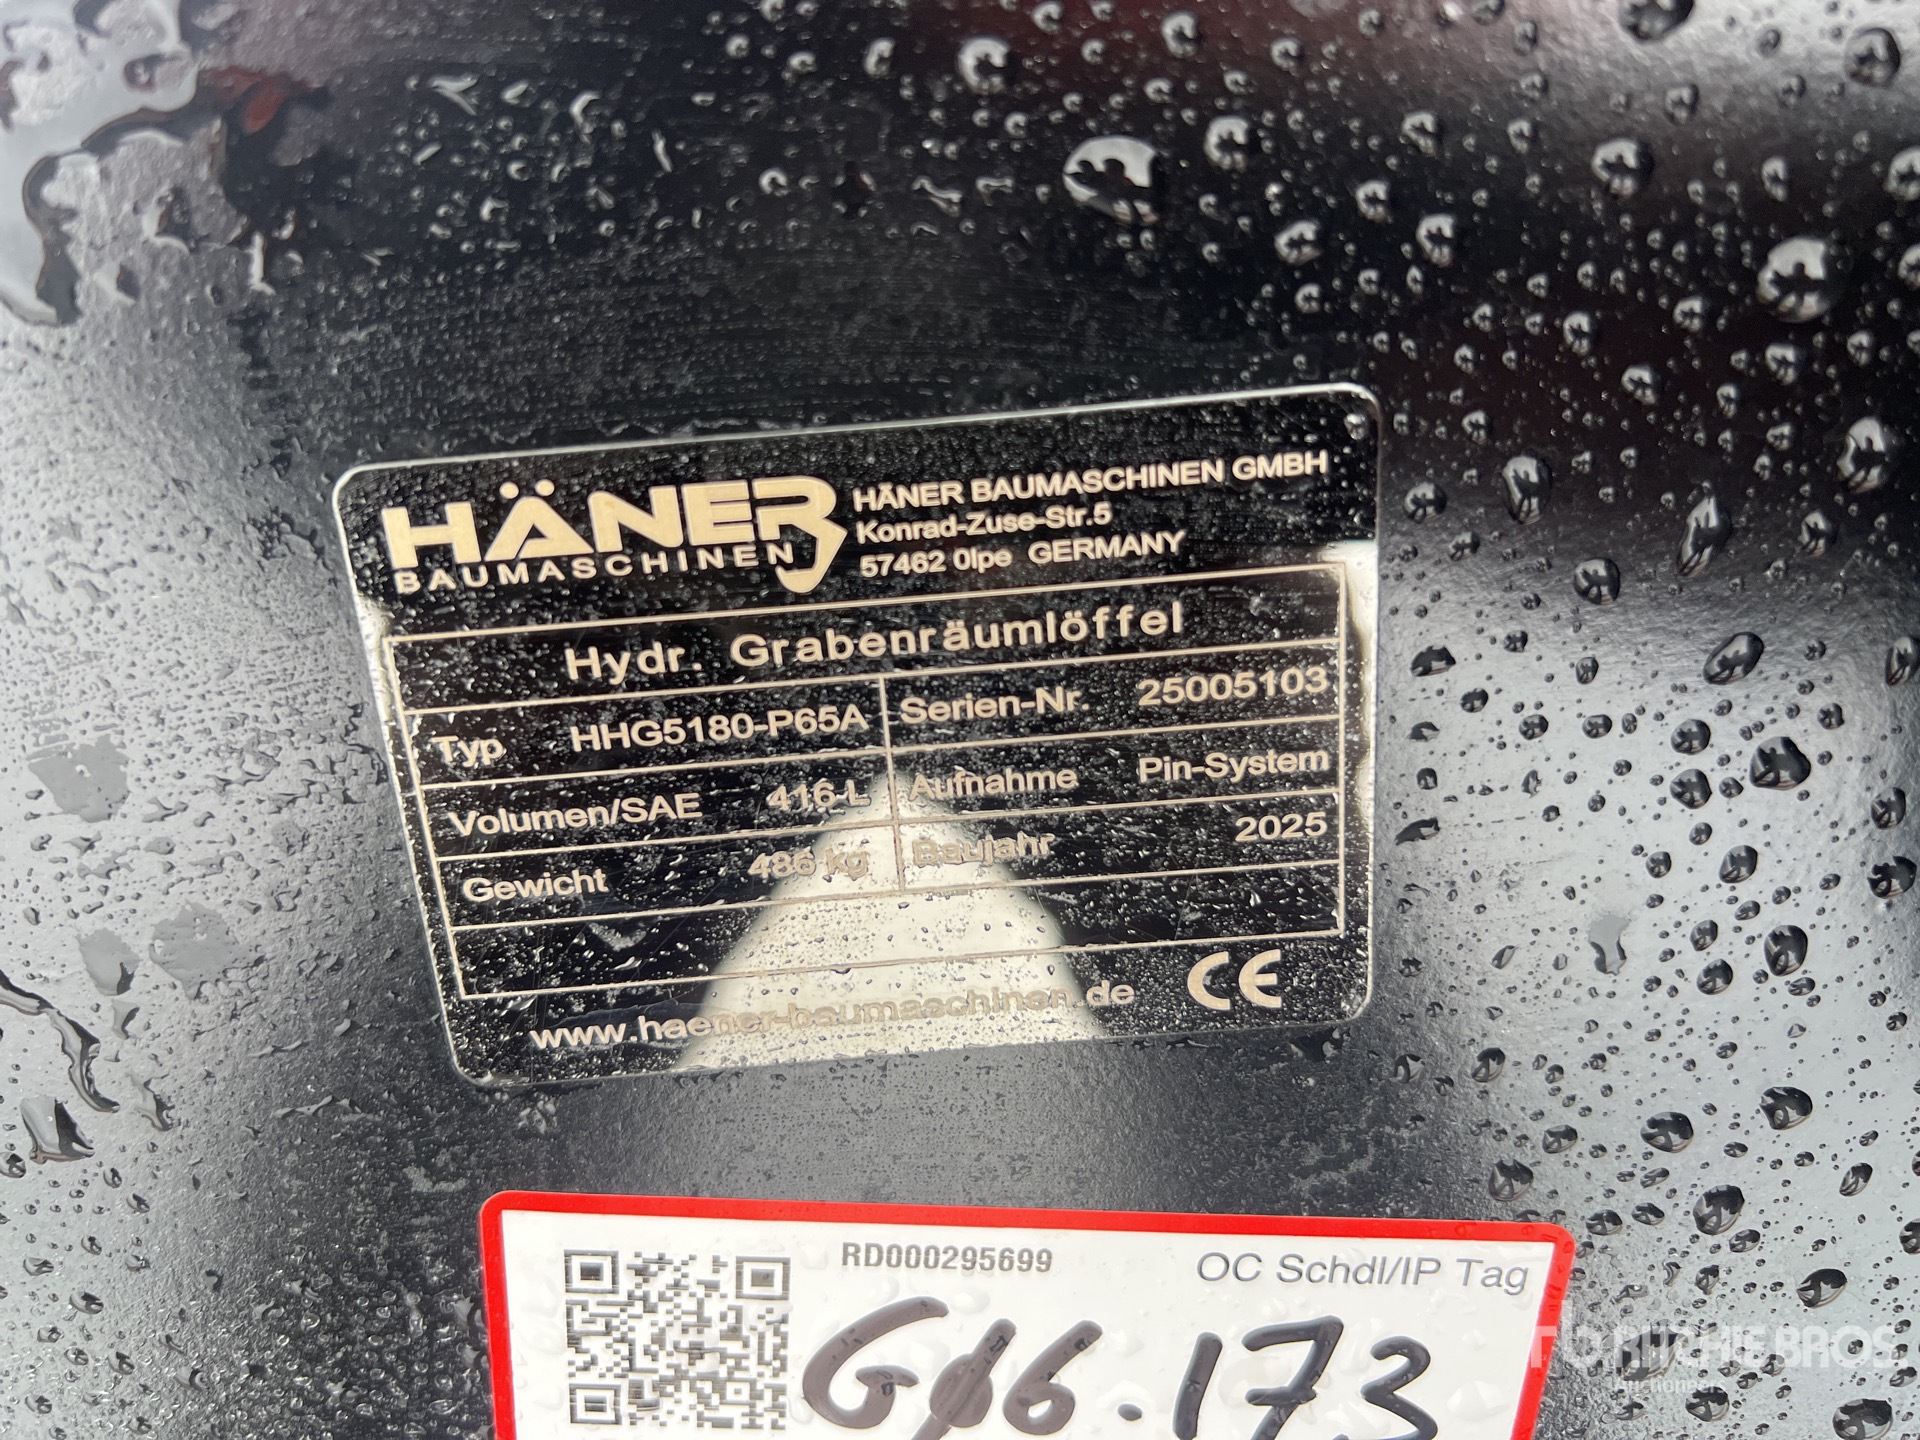 HÄNER
BAUMASCHINEN
HÄNER BAUMASCHINEN GMBH
Konrad-Zuse-Str.5
57462 Olpe GERMANY
Hydr. Grabenräumlöffel
Typ HHG5180-P65A Serien-Nr. 25005103
Volumen/SAE 416-L Aufnahme Pin-System
Gewicht 486 kg Baujahr 2025
www.haener-baumaschinen.de CE
RD000295699 OC Schdl/IP Tag
G16.173
RITCHIE BROS
Auctioneers